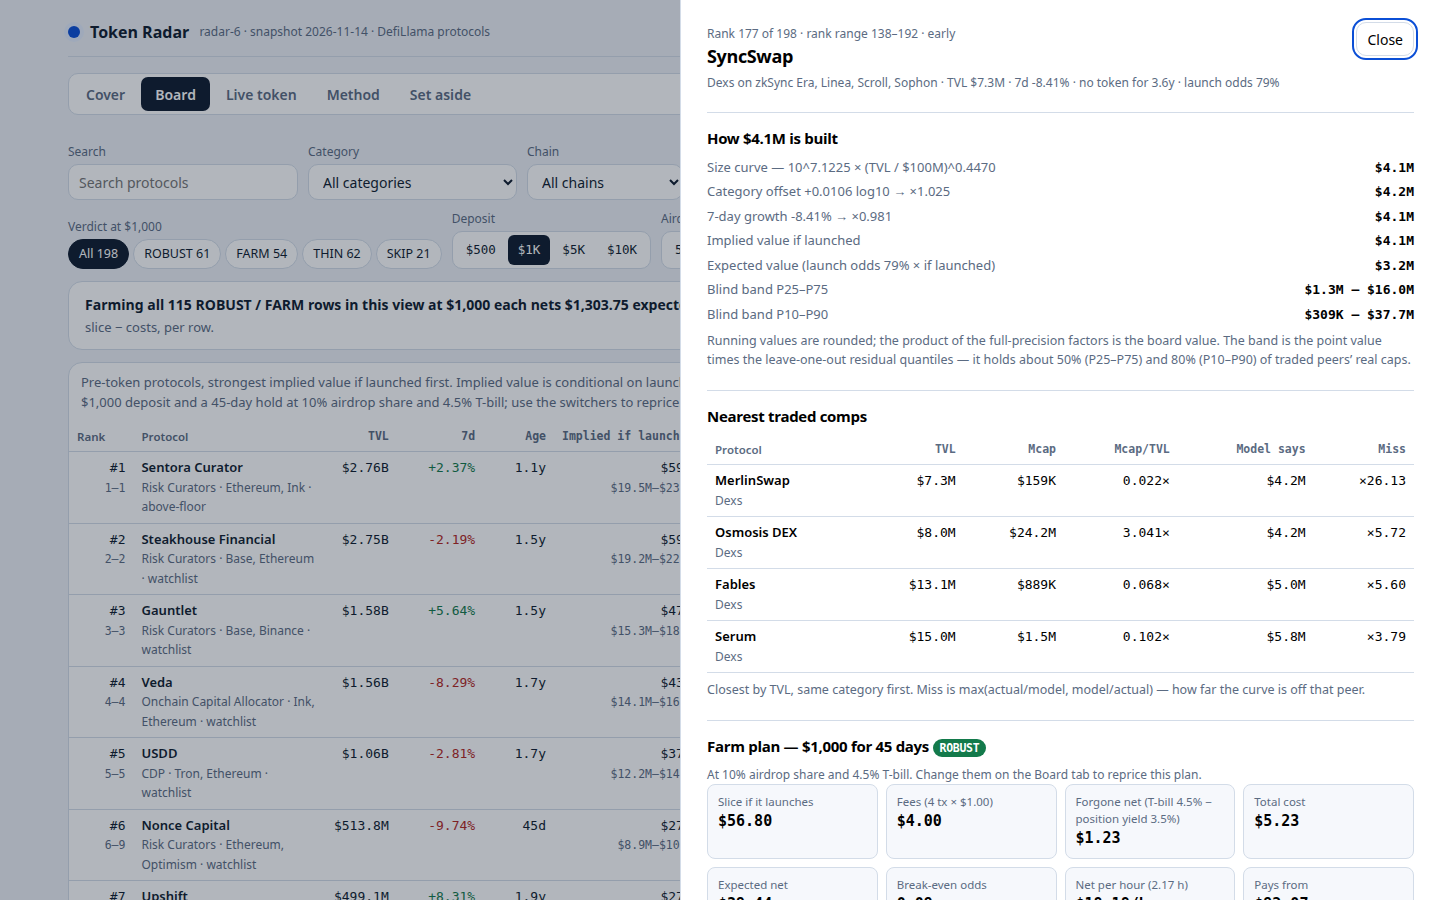 Token Radar radar-6 · snapshot 2026-11-14 · DefiLlama protocols
Cover Board Live token Method Set aside
Search Category Chain
Search protocols All categories All chains
Verdict at $1,000 Deposit
All 198 ROBUST 61 FARM 54 THIN 62 SKIP 21 $500 $1K $5K $10K
Farming all 115 ROBUST / FARM rows in this view at $1,000 each nets $1,303.75
slice − costs, per row.
Pre-token protocols, strongest implied value if launched first. Implied value is conditional on
$1,000 deposit and a 45-day hold at 10% airdrop share and 4.5% T-bill; use the switchers to reprice
Rank Protocol TVL 7d Age Implied if
#1 Sentora Curator $2.76B +2.37% 1.1y
1–1 Risk Curators · Ethereum, Ink ·
above-floor
#2 Steakhouse Financial $2.75B -2.19% 1.5y
2–2 Risk Curators · Base, Ethereum
· watchlist
#3 Gauntlet $1.58B +5.64% 1.5y
3–3 Risk Curators · Base, Binance ·
watchlist
#4 Veda $1.56B -8.29% 1.7y
4–4 Onchain Capital Allocator · Ink,
Ethereum · watchlist
#5 USDD $1.06B -2.81% 1.7y
5–5 CDP · Tron, Ethereum ·
watchlist
#6 Nonce Capital $513.8M -9.74% 45d
6–9 Risk Curators · Ethereum,
Optimism · watchlist
#7 Upshift $499.1M +8.31% 1.9y
Rank 177 of 198 · rank range 138–192 · early
SyncSwap
Close
Dexs on zkSync Era, Linea, Scroll, Sophon · TVL $7.3M · 7d -8.41% · no token for 3.6y · launch odds 79%
How $4.1M is built
Size curve — 10^7.1225 × (TVL / $100M)^0.4470 $4.1M
Category offset +0.0106 log10 → ×1.025 $4.2M
7-day growth -8.41% → ×0.981 $4.1M
Implied value if launched $4.1M
Expected value (launch odds 79% × if launched) $3.2M
Blind band P25–P75 $1.3M – $16.0M
Blind band P10–P90 $309K – $37.7M
Running values are rounded; the product of the full-precision factors is the board value. The band is the point value
times the leave-one-out residual quantiles — it holds about 50% (P25–P75) and 80% (P10–P90) of traded peers’ real caps.
Nearest traded comps
Protocol TVL Mcap Mcap/TVL Model says Miss
MerlinSwap $7.3M $159K 0.022× $4.2M ×26.13
Dexs
Osmosis DEX $8.0M $24.2M 3.041× $4.2M ×5.72
Dexs
Fables $13.1M $889K 0.068× $5.0M ×5.60
Dexs
Serum $15.0M $1.5M 0.102× $5.8M ×3.79
Dexs
Closest by TVL, same category first. Miss is max(actual/model, model/actual) — how far the curve is off that peer.
Farm plan — $1,000 for 45 days ROBUST
At 10% airdrop share and 4.5% T-bill. Change them on the Board tab to reprice this plan.
Slice if it launches
$56.80
Fees (4 tx × $1.00)
$4.00
Forgone net (T-bill 4.5% −
position yield 3.5%)
$1.23
Total cost
$5.23
Expected net
Break-even odds
Net per hour (2.17 h)
Pays from